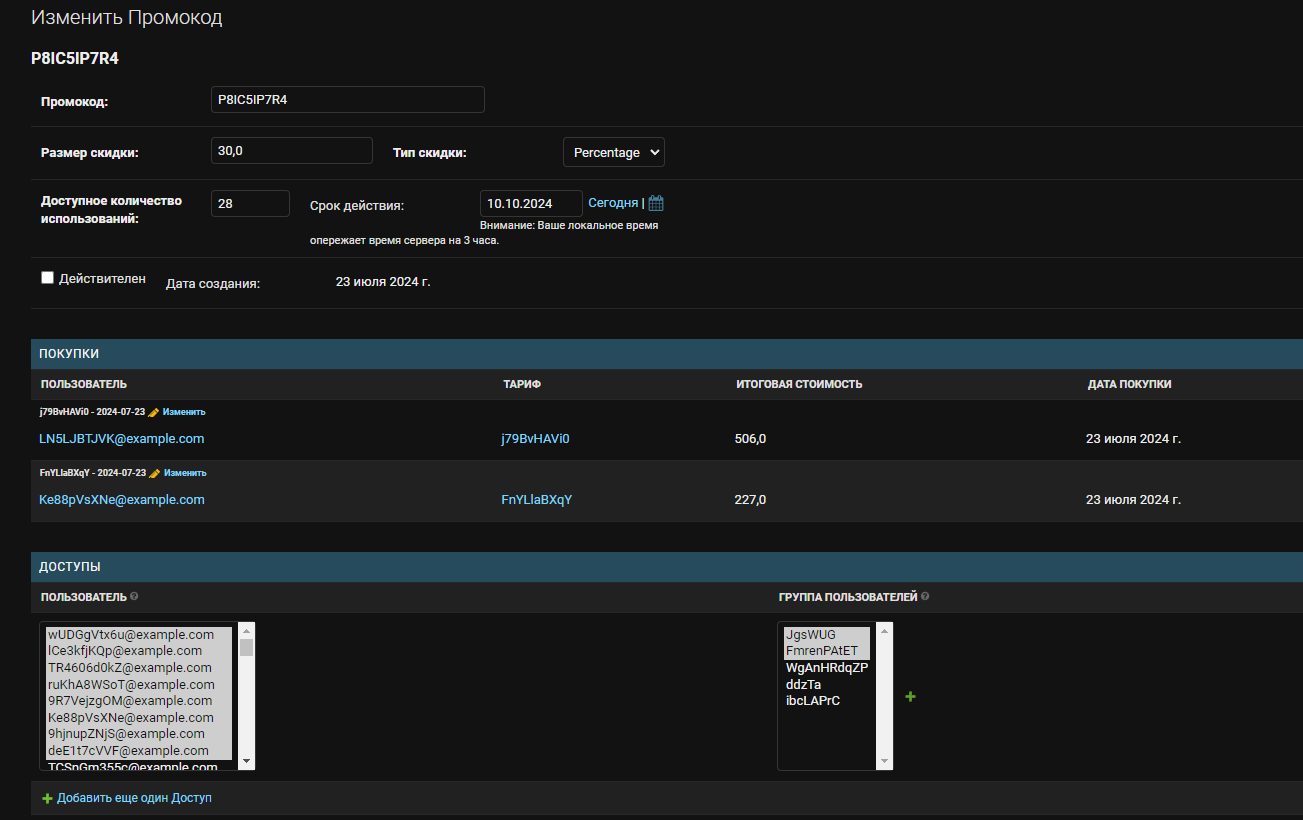 Изменить Промокод
P8IC5IP7R4
Промокод: P8IC5IP7R4
Размер скидки: 30,0 Тип скидки: Percentage
Доступное количество использований: 28 Срок действия: 10.10.2024 Сегодня |
Внимание: Ваше локальное время
опережает время сервера на 3 часа.
Действителен Дата создания: 23 июля 2024 г.
ПОКУПКИ
ПОЛЬЗОВАТЕЛЬ ТАРИФ ИТОГОВАЯ СТОИМОСТЬ ДАТА ПОКУПКИ
j79BvHAVi0 - 2024-07-23 Изменить
LN5LJBTJVK@example.com j79BvHAVi0 506,0 23 июля 2024 г.
FnYLlaBXqY - 2024-07-23 Изменить
Ke88pVsXNe@example.com FnYLlaBXqY 227,0 23 июля 2024 г.
ДОСТУПЫ
ПОЛЬЗОВАТЕЛЬ ? ГРУППА ПОЛЬЗОВАТЕЛЕЙ ?
wUDGgVtx6u@example.com JgsWUG
lCe3kfjKQp@example.com FmrenPAtET
TR4606d0kZ@example.com WgAnHRdqZP
ruKhA8WSoT@example.com ddzTa
9R7VejzgOM@example.com ibcLAPrC
Ke88pVsXNe@example.com
9hjnupZNjS@example.com
deE1t7cVVF@example.com
TCSnGm355c@example.com
Добавить еще один Доступ